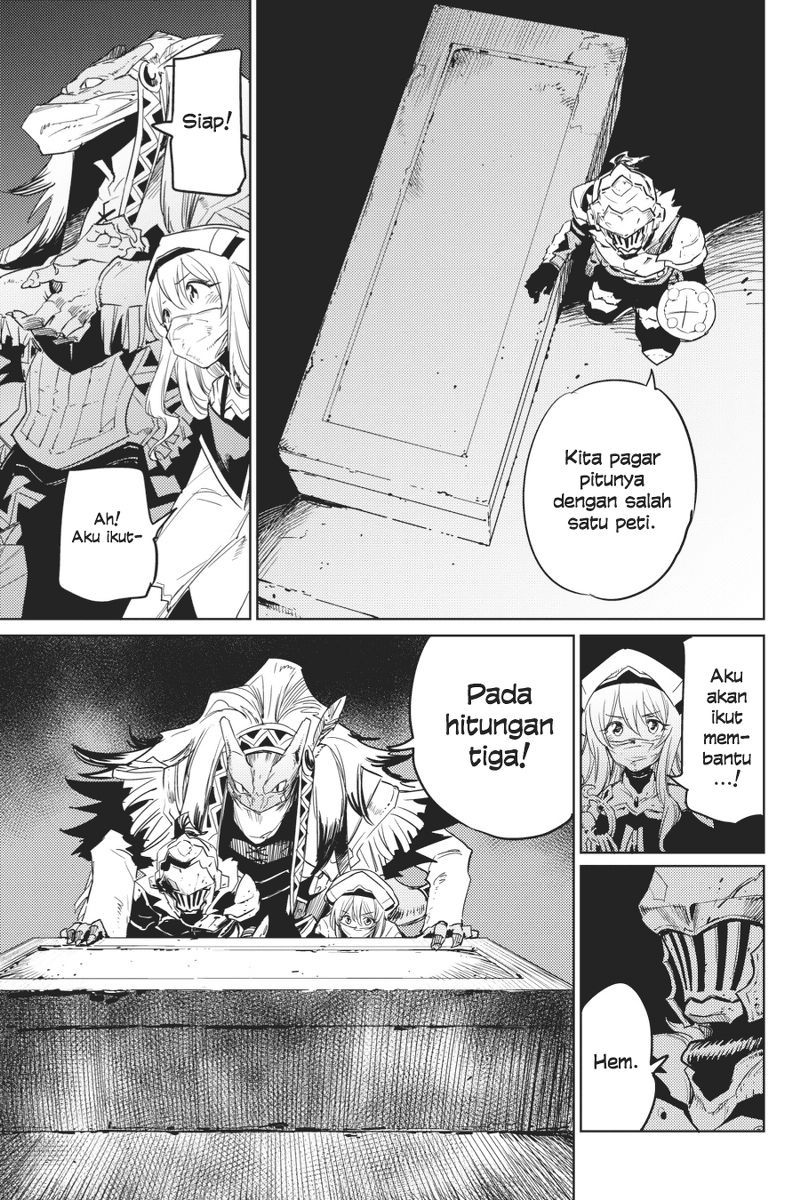 Kita pagar
pitunya
dengan salah
satu peti.
Siap!
Ah!
Aku ikut-
Aku
akan
ikut
mem-
bantu
...!
Hem.
Pada
hitungan
tiga!